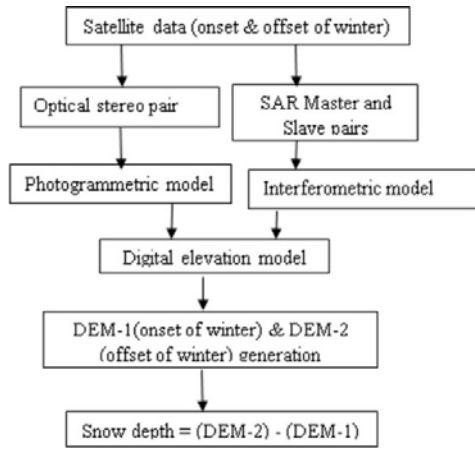 Satellite data (onset & offset of winter)
Optical stereo pair
SAR Master and
Slave pairs
Photogrammetric model
Interferometric model
Digital elevation model
DEM-1(onset of winter) & DEM-2
(offset of winter) generation
Snow depth = (DEM-2) - (DEM-1)